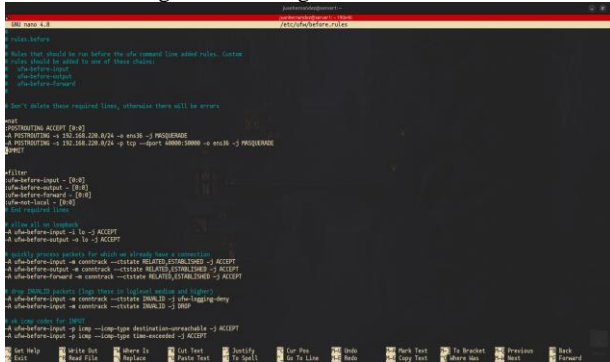 juanhernandez@server1:~
juanhernandez@server1:~ 190x46
GNU nano 4.8 /etc/ufw/before.rules
#
# rules.before
#
# Rules that should be run before the ufw command line added rules. Custom
# rules should be added to one of these chains:
#   ufw-before-input
#   ufw-before-output
#   ufw-before-forward
#
# Don't delete these required lines, otherwise there will be errors
*nat
:POSTROUTING ACCEPT [0:0]
-A POSTROUTING -s 192.168.220.0/24 -o ens36 -j MASQUERADE
-A POSTROUTING -s 192.168.220.0/24 -p tcp --dport 40000:50000 -o ens36 -j MASQUERADE
COMMIT
*filter
:ufw-before-input - [0:0]
:ufw-before-output - [0:0]
:ufw-before-forward - [0:0]
:ufw-not-local - [0:0]
# End required lines
# allow all on loopback
-A ufw-before-input -i lo -j ACCEPT
-A ufw-before-output -o lo -j ACCEPT
# quickly process packets for which we already have a connection
-A ufw-before-input -m conntrack --ctstate RELATED,ESTABLISHED -j ACCEPT
-A ufw-before-output -m conntrack --ctstate RELATED,ESTABLISHED -j ACCEPT
-A ufw-before-forward -m conntrack --ctstate RELATED,ESTABLISHED -j ACCEPT
# drop INVALID packets (logs these in loglevel medium and higher)
-A ufw-before-input -m conntrack --ctstate INVALID -j ufw-logging-deny
-A ufw-before-input -m conntrack --ctstate INVALID -j DROP
# ok icmp codes for INPUT
-A ufw-before-input -p icmp --icmp-type destination-unreachable -j ACCEPT
-A ufw-before-input -p icmp --icmp-type time-exceeded -j ACCEPT
Get Help Write Out Where Is Cut Text Justify Cur Pos Undo Mark Text To Bracket Previous Back
Exit Read File Replace Paste Text To Spell Go To Line Redo Copy Text Where Was Next Forward